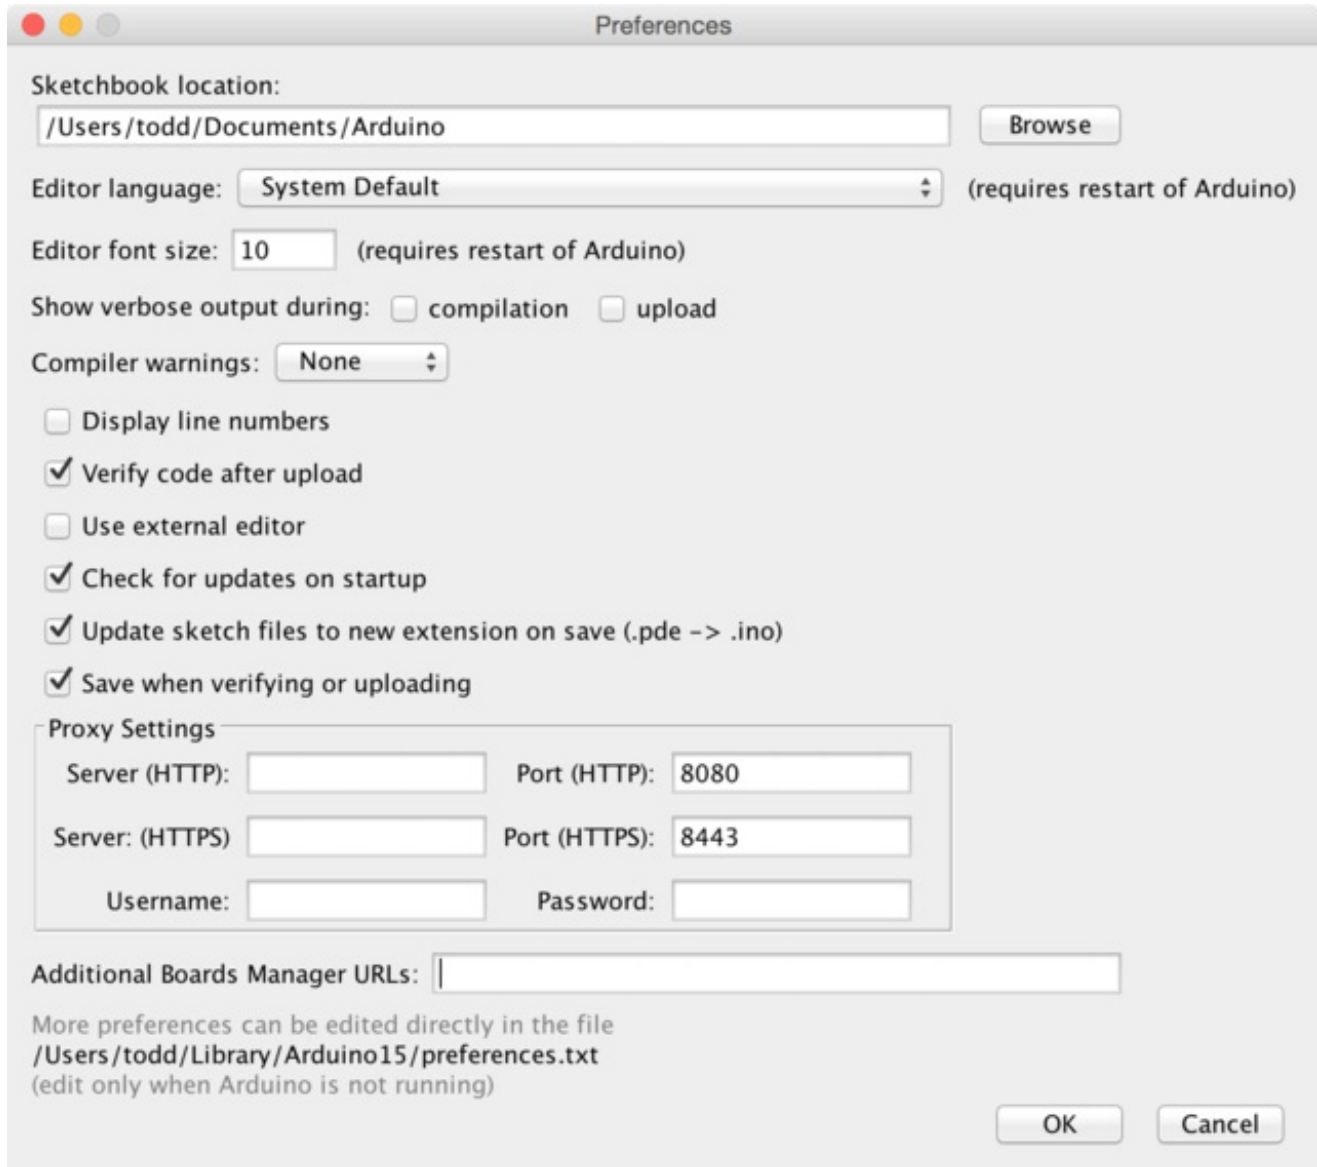 Preferences
Sketchbook location:
/Users/todd/Documents/Arduino Browse
Editor language: System Default (requires restart of Arduino)
Editor font size: 10 (requires restart of Arduino)
Show verbose output during: compilation upload
Compiler warnings: None
Display line numbers
Verify code after upload
Use external editor
Check for updates on startup
Update sketch files to new extension on save (.pde -> .ino)
Save when verifying or uploading
Proxy Settings
Server (HTTP): Port (HTTP): 8080
Server: (HTTPS) Port (HTTPS): 8443
Username: Password:
Additional Boards Manager URLs:
More preferences can be edited directly in the file
/Users/todd/Library/Arduino15/preferences.txt
(edit only when Arduino is not running)
OK Cancel